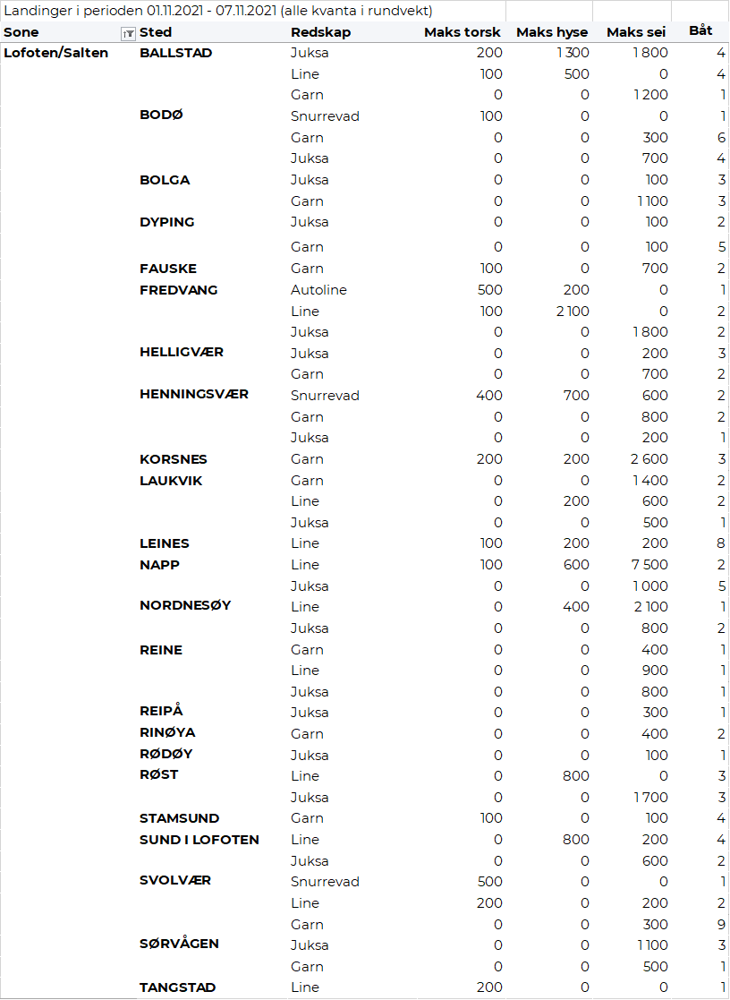 Landinger i perioden 01.11.2021 - 07.11.2021 (alle kvanta i rundvekt)
Sone Sted Redskap Maks torsk Maks hyse Maks sei Båt
Lofoten/Salten BALLSTAD Juksa 200 1 300 1 800 4
Line 100 500 0 4
Garn 0 0 1 200 1
BODØ Snurrevad 100 0 0 1
Garn 0 0 300 6
Juksa 0 0 700 4
BOLGA Juksa 0 0 100 3
Garn 0 0 1 100 3
DYPING Juksa 0 0 100 2
Garn 0 0 100 5
FAUSKE Garn 100 0 700 2
FREDVANG Autoline 500 200 0 1
Line 100 2 100 0 2
Juksa 0 0 1 800 2
HELLIGVÆR Juksa 0 0 200 3
Garn 0 0 700 2
HENNINGSVÆR Snurrevad 400 700 600 2
Garn 0 0 800 2
Juksa 0 0 200 1
KORSNES Garn 200 200 2 600 3
LAUKVIK Garn 0 0 1 400 2
Line 0 200 600 2
Juksa 0 0 500 1
LEINES Line 100 200 200 8
NAPP Line 100 600 7 500 2
Juksa 0 0 1 000 5
NORDNESØY Line 0 400 2 100 1
Juksa 0 0 800 2
REINE Garn 0 0 400 1
Line 0 0 900 1
Juksa 0 0 800 1
REIPÅ Juksa 0 0 300 1
RINØYA Garn 0 0 400 2
RØDØY Juksa 0 0 100 1
RØST Line 0 800 0 3
Juksa 0 0 1 700 3
STAMSUND Garn 100 0 100 4
SUND I LOFOTEN Line 0 800 200 4
Juksa 0 0 600 2
SVOLVÆR Snurrevad 500 0 0 1
Line 200 0 200 2
Garn 0 0 300 9
SØRVÅGEN Juksa 0 0 1 100 3
Garn 0 0 500 1
TANGSTAD Line 200 0 0 1